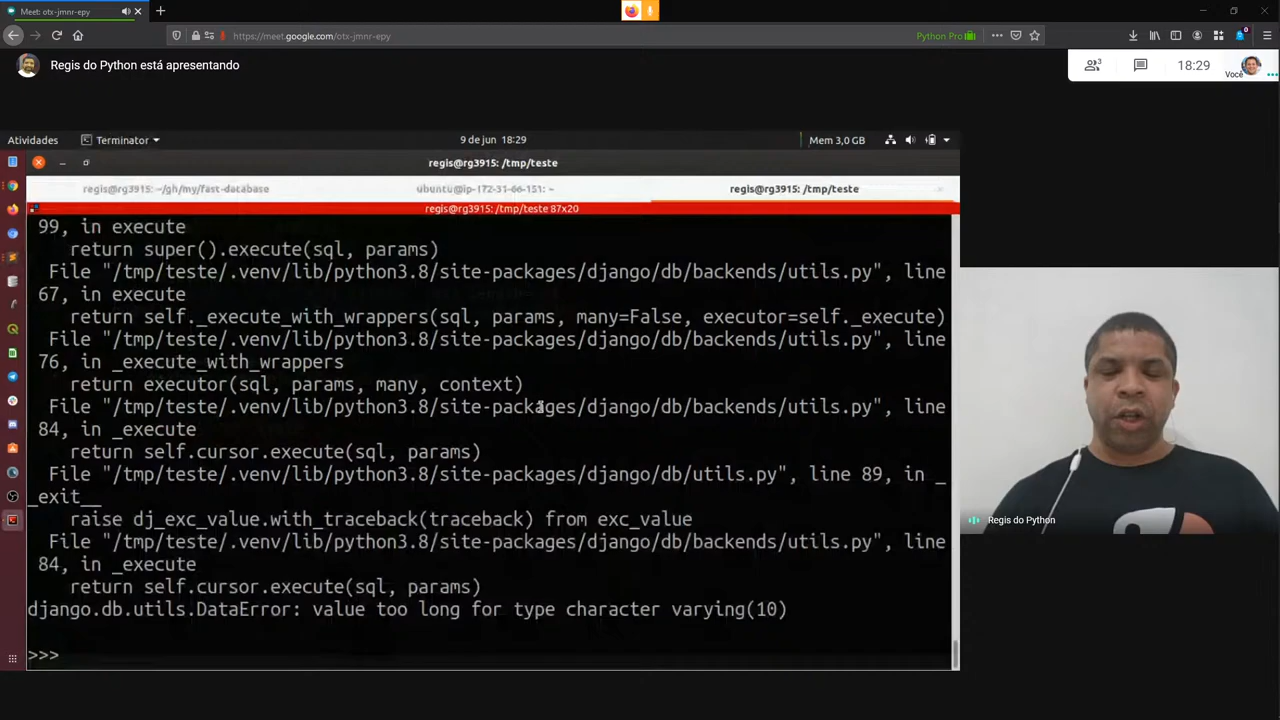 Meet: otx-jmnr-epy
https://meet.google.com/otx-jmnr-epy
Python Pro
Regis do Python está apresentando
3
18:29
Você
Atividades
Terminator
9 de jun 18:29
Mem 3,0 GB
regis@rg3915: /tmp/teste
regis@rg3915: ~/gh/my/fast-database
ubuntu@ip-172-31-66-151: ~
regis@rg3915: /tmp/teste
regis@rg3915: /tmp/teste 87x20
99, in execute
return super().execute(sql, params)
File "/tmp/teste/.venv/lib/python3.8/site-packages/django/db/backends/utils.py", line
67, in execute
return self._execute_with_wrappers(sql, params, many=False, executor=self._execute)
File "/tmp/teste/.venv/lib/python3.8/site-packages/django/db/backends/utils.py", line
76, in _execute_with_wrappers
return executor(sql, params, many, context)
File "/tmp/teste/.venv/lib/python3.8/site-packages/django/db/backends/utils.py", line
84, in _execute
return self.cursor.execute(sql, params)
File "/tmp/teste/.venv/lib/python3.8/site-packages/django/db/utils.py", line 89, in _
_exit__
raise dj_exc_value.with_traceback(traceback) from exc_value
File "/tmp/teste/.venv/lib/python3.8/site-packages/django/db/backends/utils.py", line
84, in _execute
return self.cursor.execute(sql, params)
django.db.utils.DataError: value too long for type character varying(10)
>>>
Regis do Python